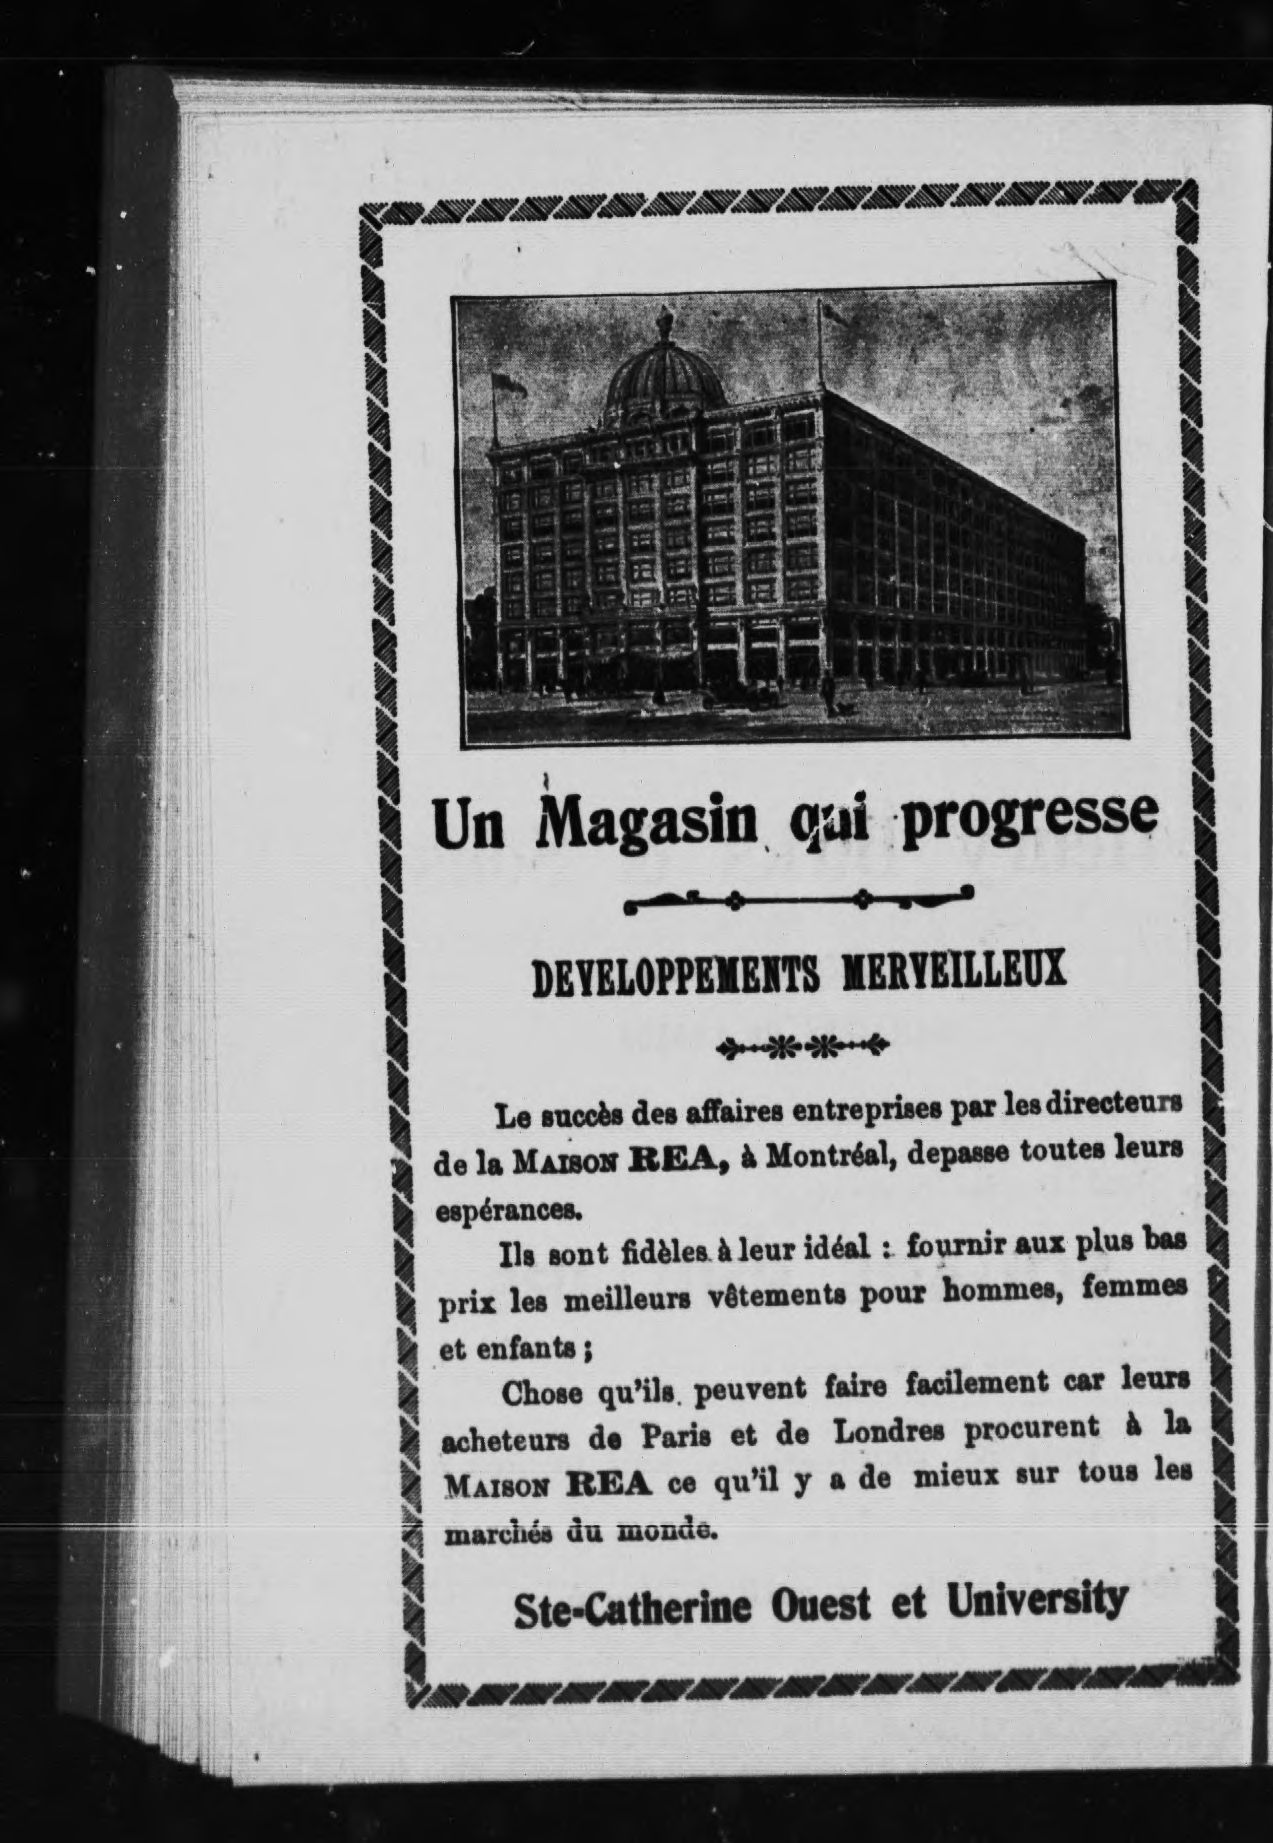 Un Magasin qui progresse
DEVELOPPEMENTS MERVEILLEUX
Le succès des affaires entreprises par les directeurs
de la MAISON REA, à Montréal, depasse toutes leurs
espérances.
Ils sont fidèles à leur idéal : fournir aux plus bas
prix les meilleurs vêtements pour hommes, femmes
et enfants ;
Chose qu'ils peuvent faire facilement car leurs
acheteurs de Paris et de Londres procurent à la
MAISON REA ce qu'il y a de mieux sur tous les
marchés du monde.
Ste-Catherine Ouest et University